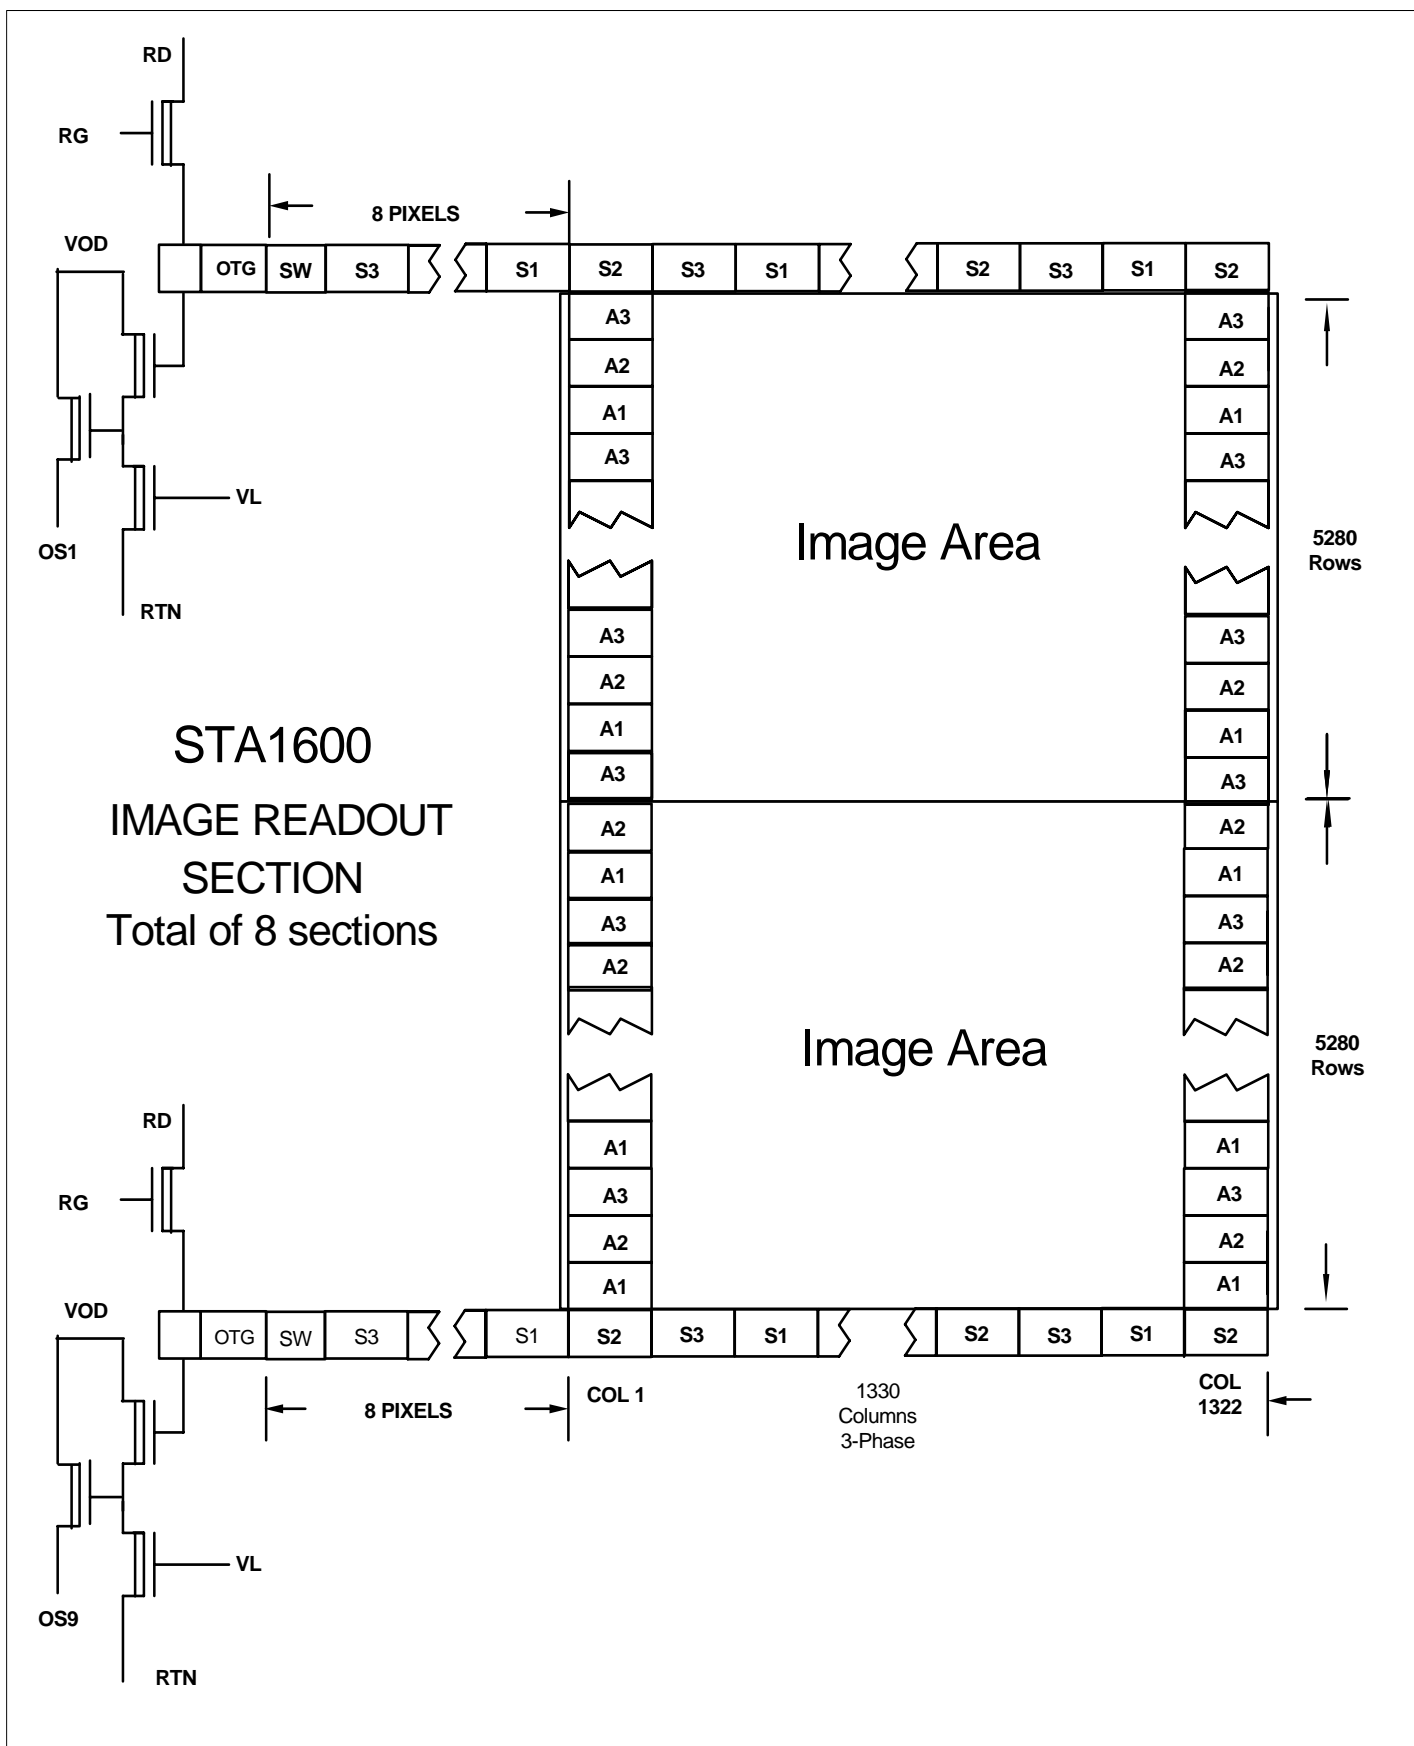 RD
RG
8 PIXELS
VOD
OTG SW S3 S1 S2 S3 S1 S2 S3 S1 S2
A3 A3
A2 A2
A1 A1
A3 A3
VL
OS1
RTN
Image Area
5280
Rows
A3 A3
A2 A2
A1 A1
A3 A3
STA1600
IMAGE READOUT
SECTION
Total of 8 sections
A2 A2
A1 A1
A3 A3
A2 A2
Image Area
5280
Rows
RD
RG
A1 A1
A3 A3
A2 A2
A1 A1
VOD
OTG SW S3 S1 S2 S3 S1 S2 S3 S1 S2
8 PIXELS
COL 1
1330
Columns
3-Phase
COL
1322
VL
OS9
RTN